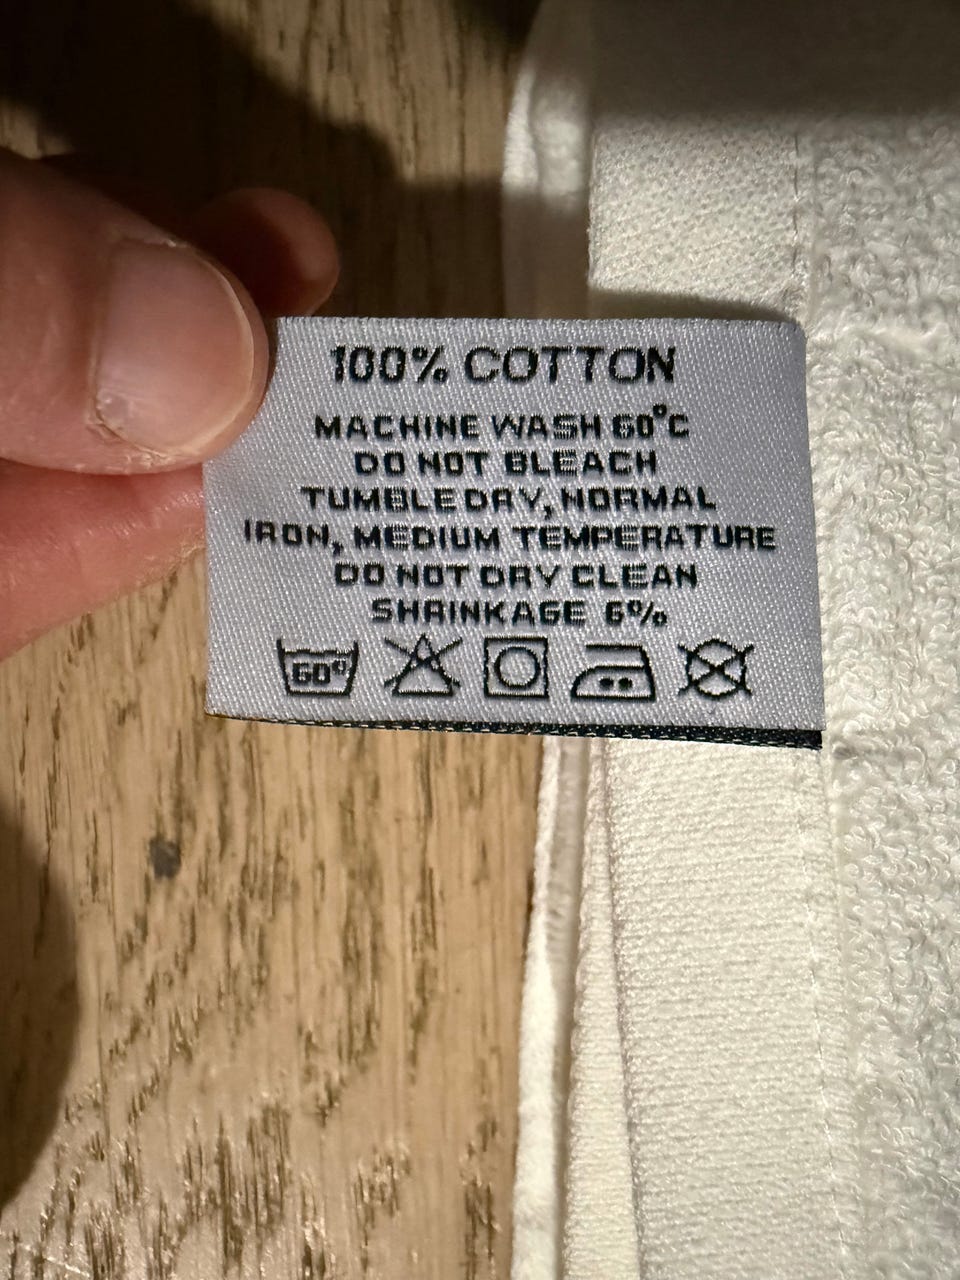 100% COTTON
MACHINE WASH 60°C
DO NOT BLEACH
TUMBLE DRY, NORMAL
IRON, MEDIUM TEMPERATURE
DO NOT DRY CLEAN
SHRINKAGE 6%
60°